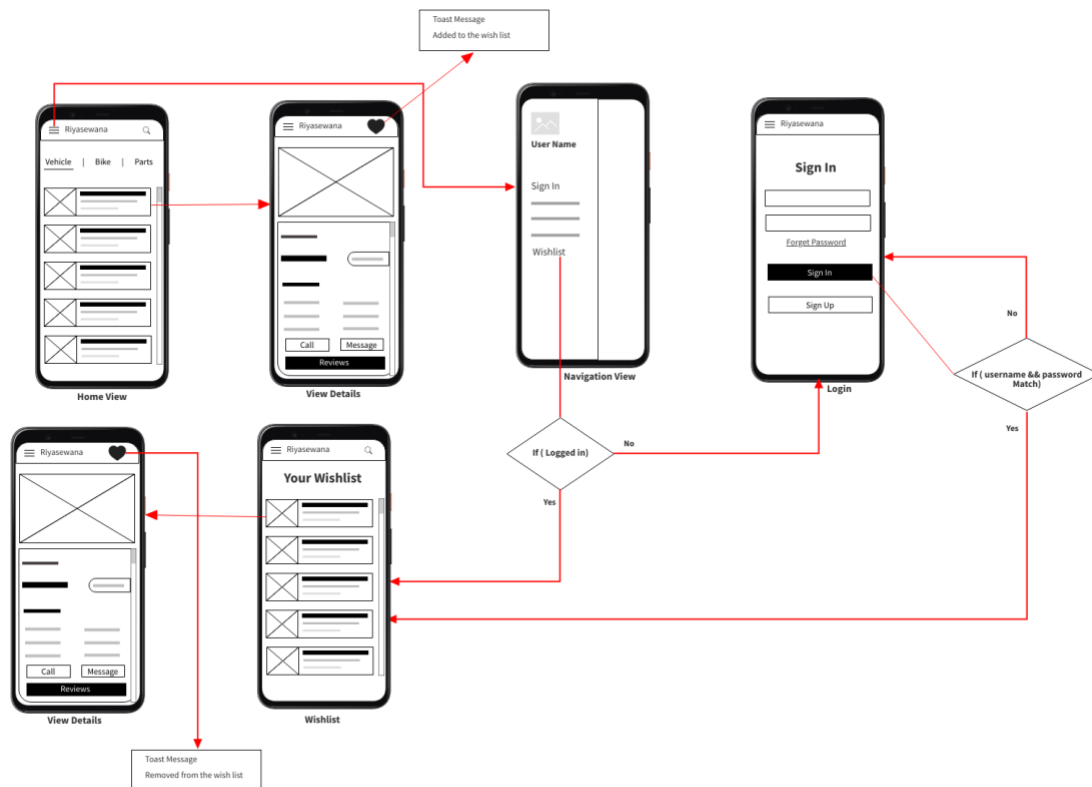 Toast Message
Added to the wish list
Riyasewana
Vehicle | Bike | Parts
Home View
Riyasewana
Call Message
Reviews
View Details
User Name
Sign In
Wishlist
Navigation View
Riyasewana
Sign In
Forget Password
Sign In
Sign Up
Login
No
If ( username && password
Match)
Yes
If ( Logged in)
No
Yes
Riyasewana
Call Message
Reviews
View Details
Riyasewana
Your Wishlist
Wishlist
Toast Message
Removed from the wish list